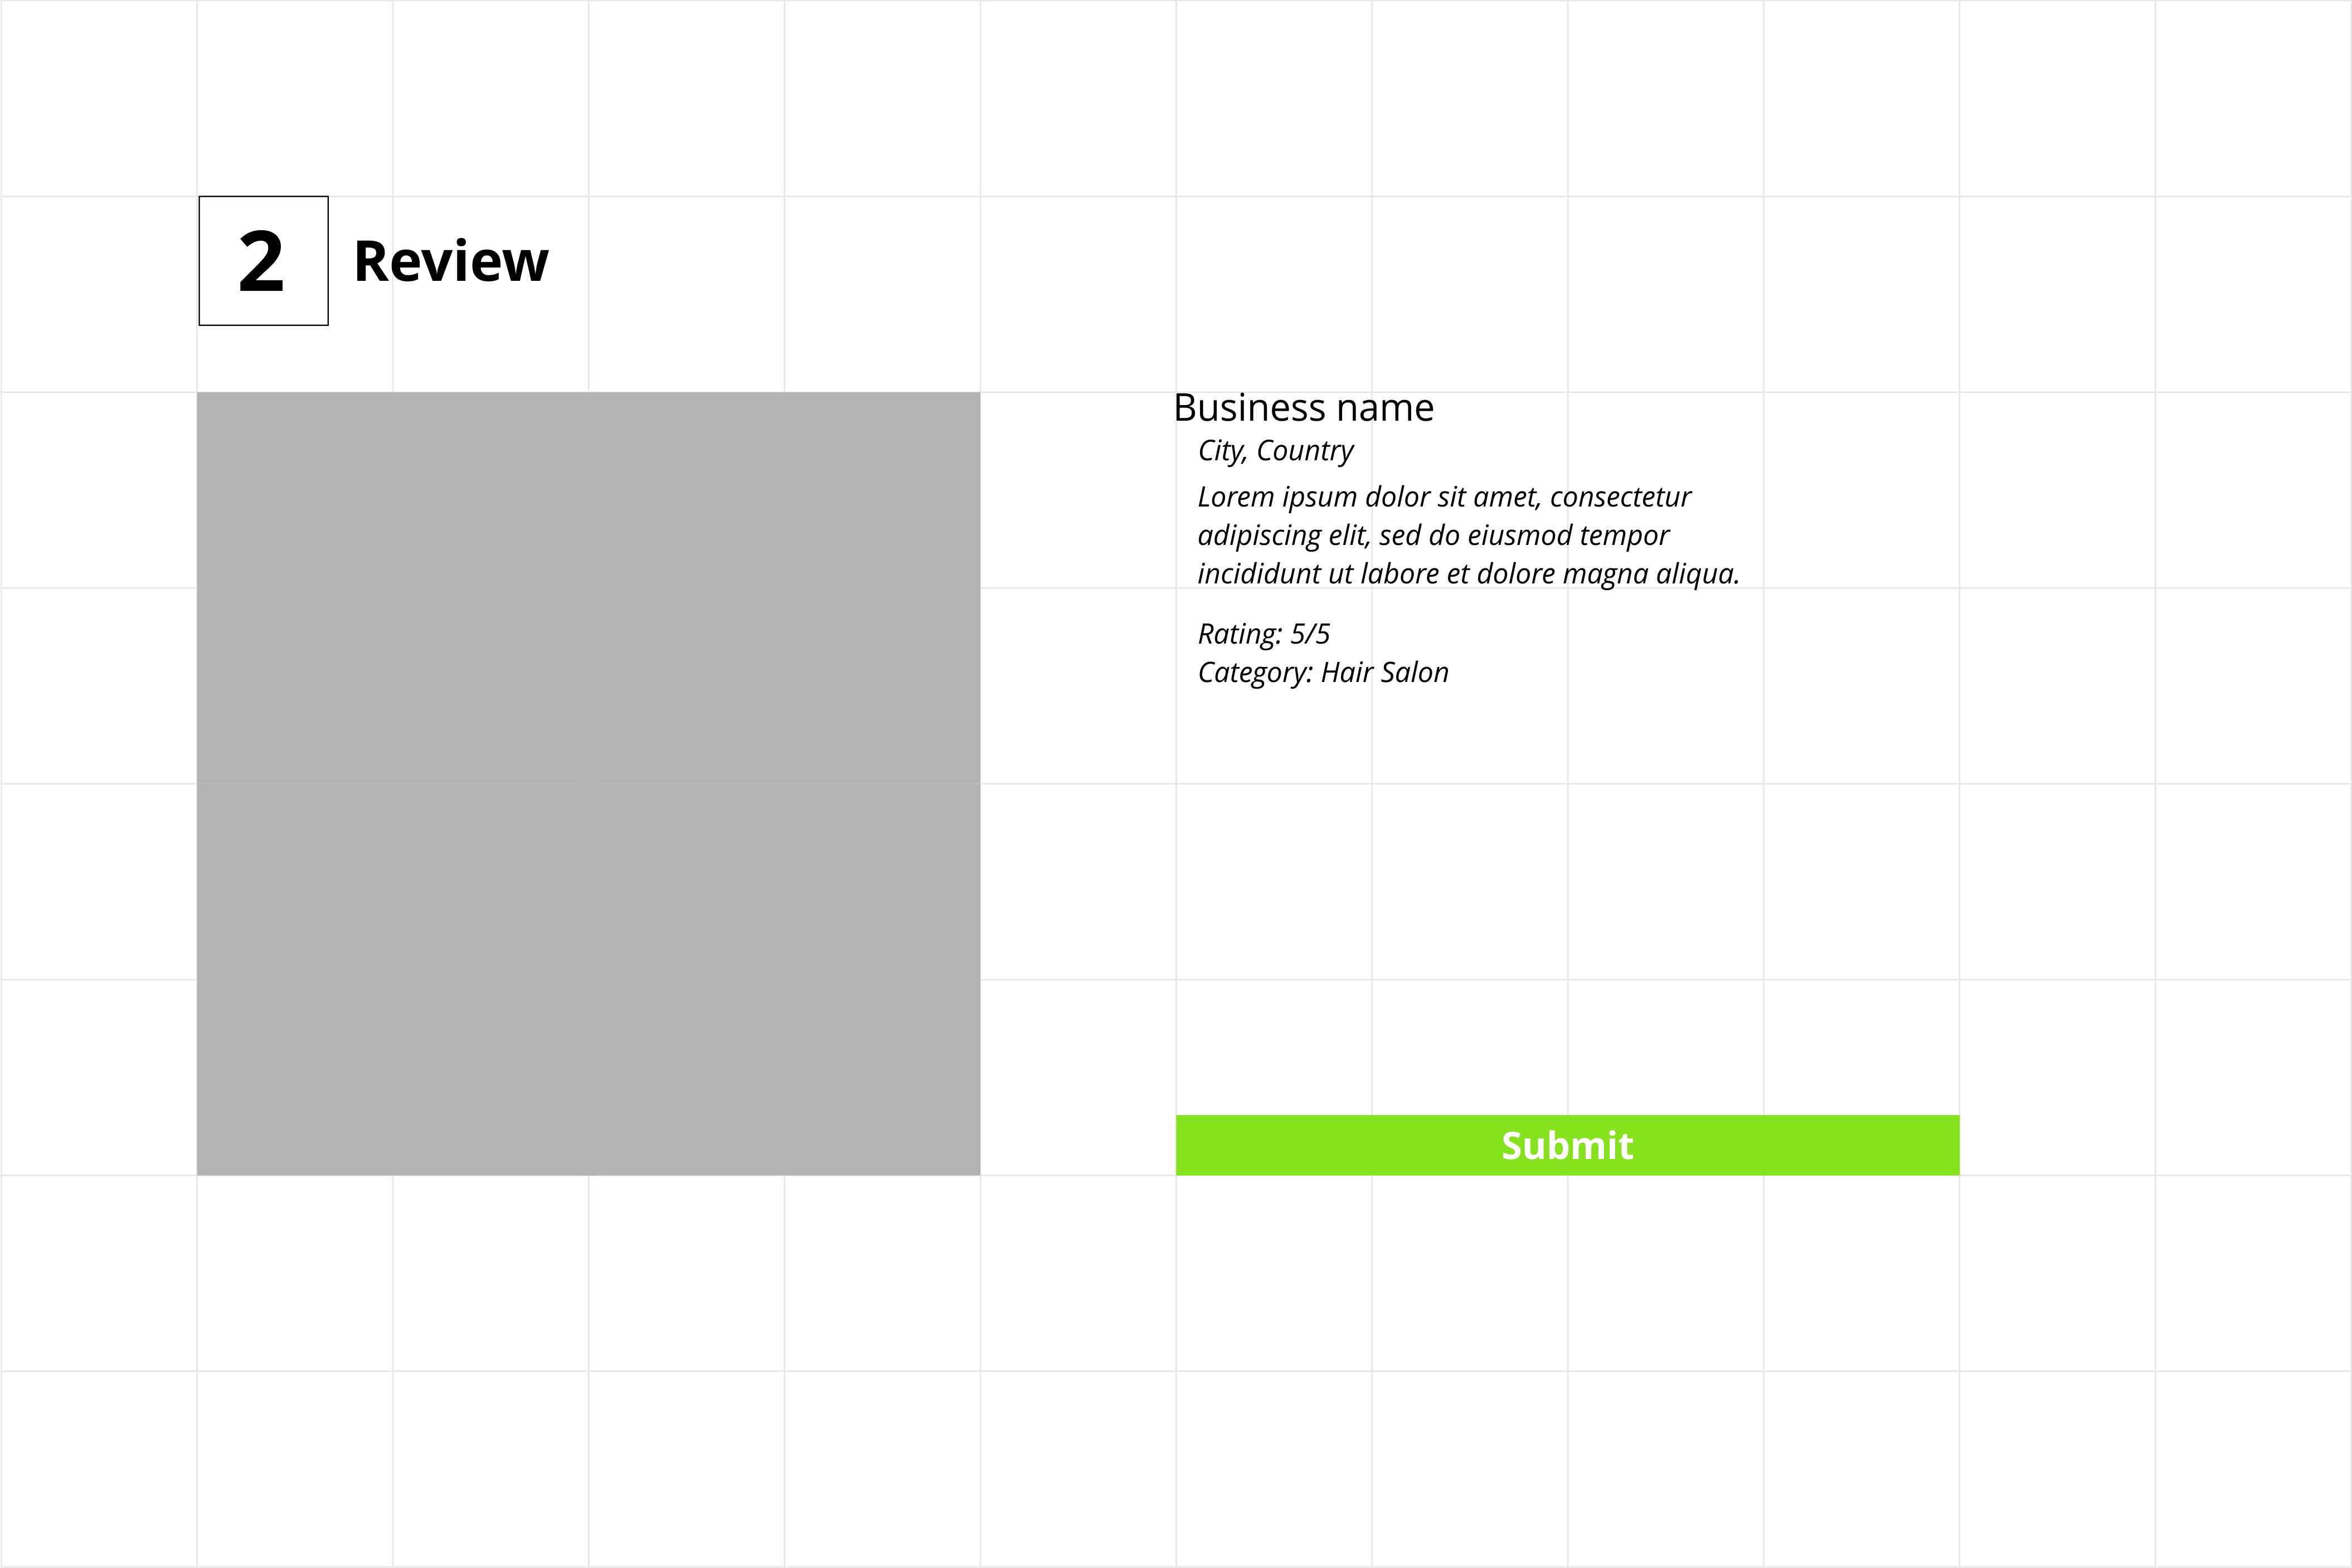 2
Review
Business name
City, Country
Lorem ipsum dolor sit amet, consectetur
adipiscing elit, sed do eiusmod tempor
incididunt ut labore et dolore magna aliqua.
Rating: 5/5
Category: Hair Salon
Submit